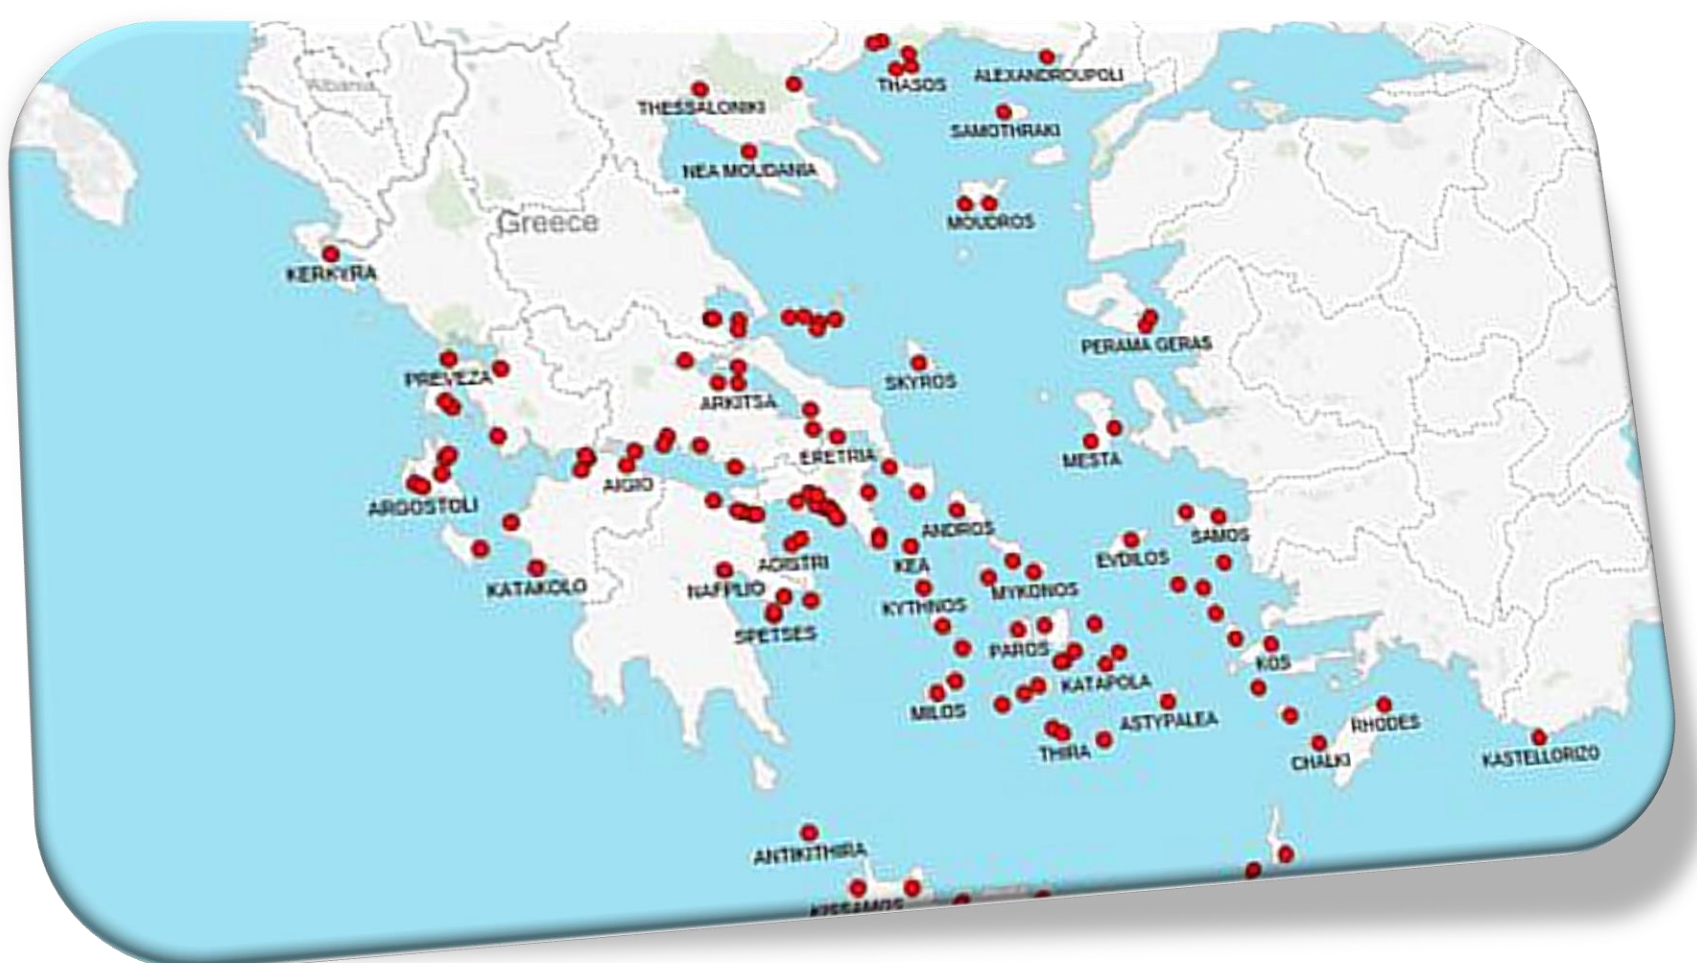 Albania
THASOS
ALEXANDROUPOLI
THESSALONIKI
SAMOTHRAKI
NEA MOUDANIA
Greece
MOUDROS
KERKYRA
PERAMA GERAS
PREVEZA
SKYROS
ARKITSA
ERETRIA
MESTA
AIGIO
ARGOSTOLI
ANDROS
SAMOS
AGISTRI
KEA
EVDILOS
KATAKOLO
NAFPLIO
MYKONOS
KYTHNOS
SPETSES
PAROS
KOS
KATAPOLA
MILOS
ASTYPALEA
RHODES
THIRA
CHALKI
KASTELLORIZO
ANTIKITHIRA
KISSAMOS